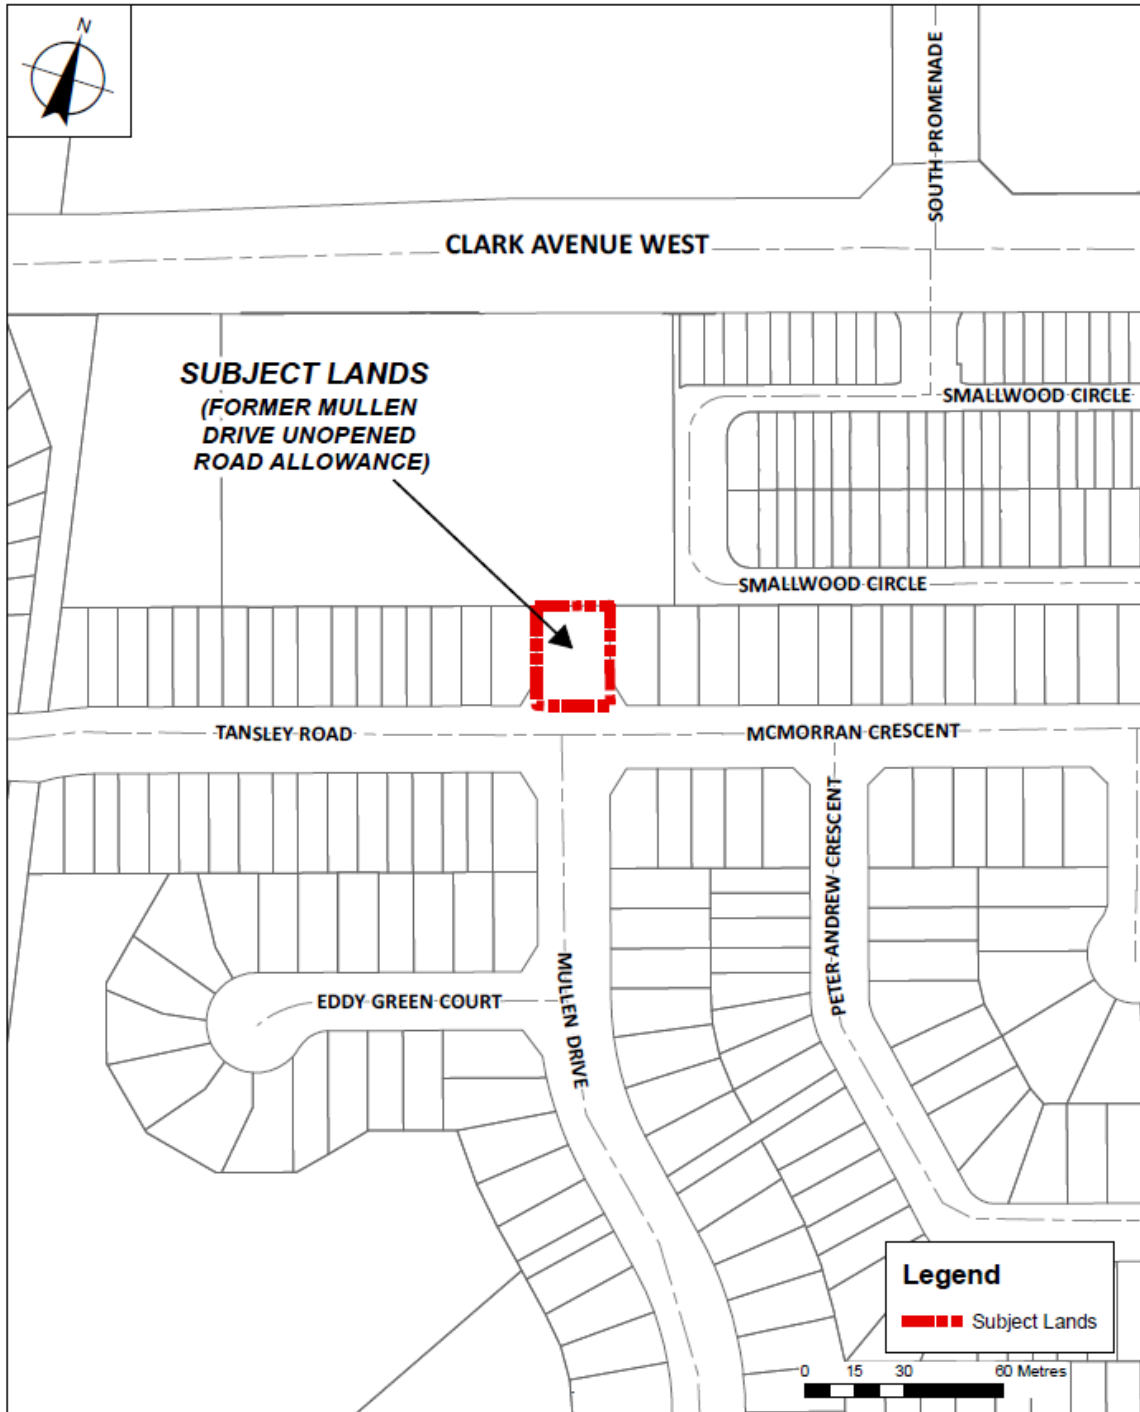 N
SOUTH PROMENADE
CLARK AVENUE WEST
SUBJECT LANDS
(FORMER MULLEN
DRIVE UNOPENED
ROAD ALLOWANCE)
SMALLWOOD CIRCLE
SMALLWOOD CIRCLE
TANSLEY ROAD
MCMORRAN CRESCENT
PETER ANDREW CRESCENT
EDDY GREEN COURT
MULLEN DRIVE
Legend
Subject Lands
0 15 30 60 Metres